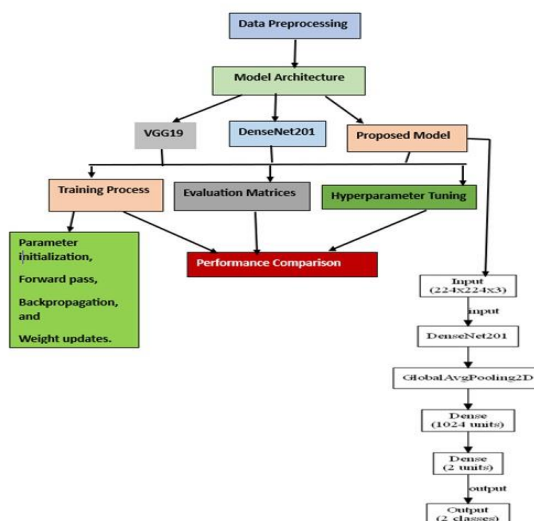 Data Preprocessing
Model Architecture
VGG19
DenseNet201
Proposed Model
Training Process
Evaluation Matrices
Hyperparameter Tuning
Parameter
initialization,
Forward pass,
Backpropagation,
and
Weight updates.
Performance Comparison
Input
(224x224x3)
input
DenseNet201
GlobalAvgPooling2D
Dense
(1024 units)
Dense
(2 units)
output
Output
(2 classes)